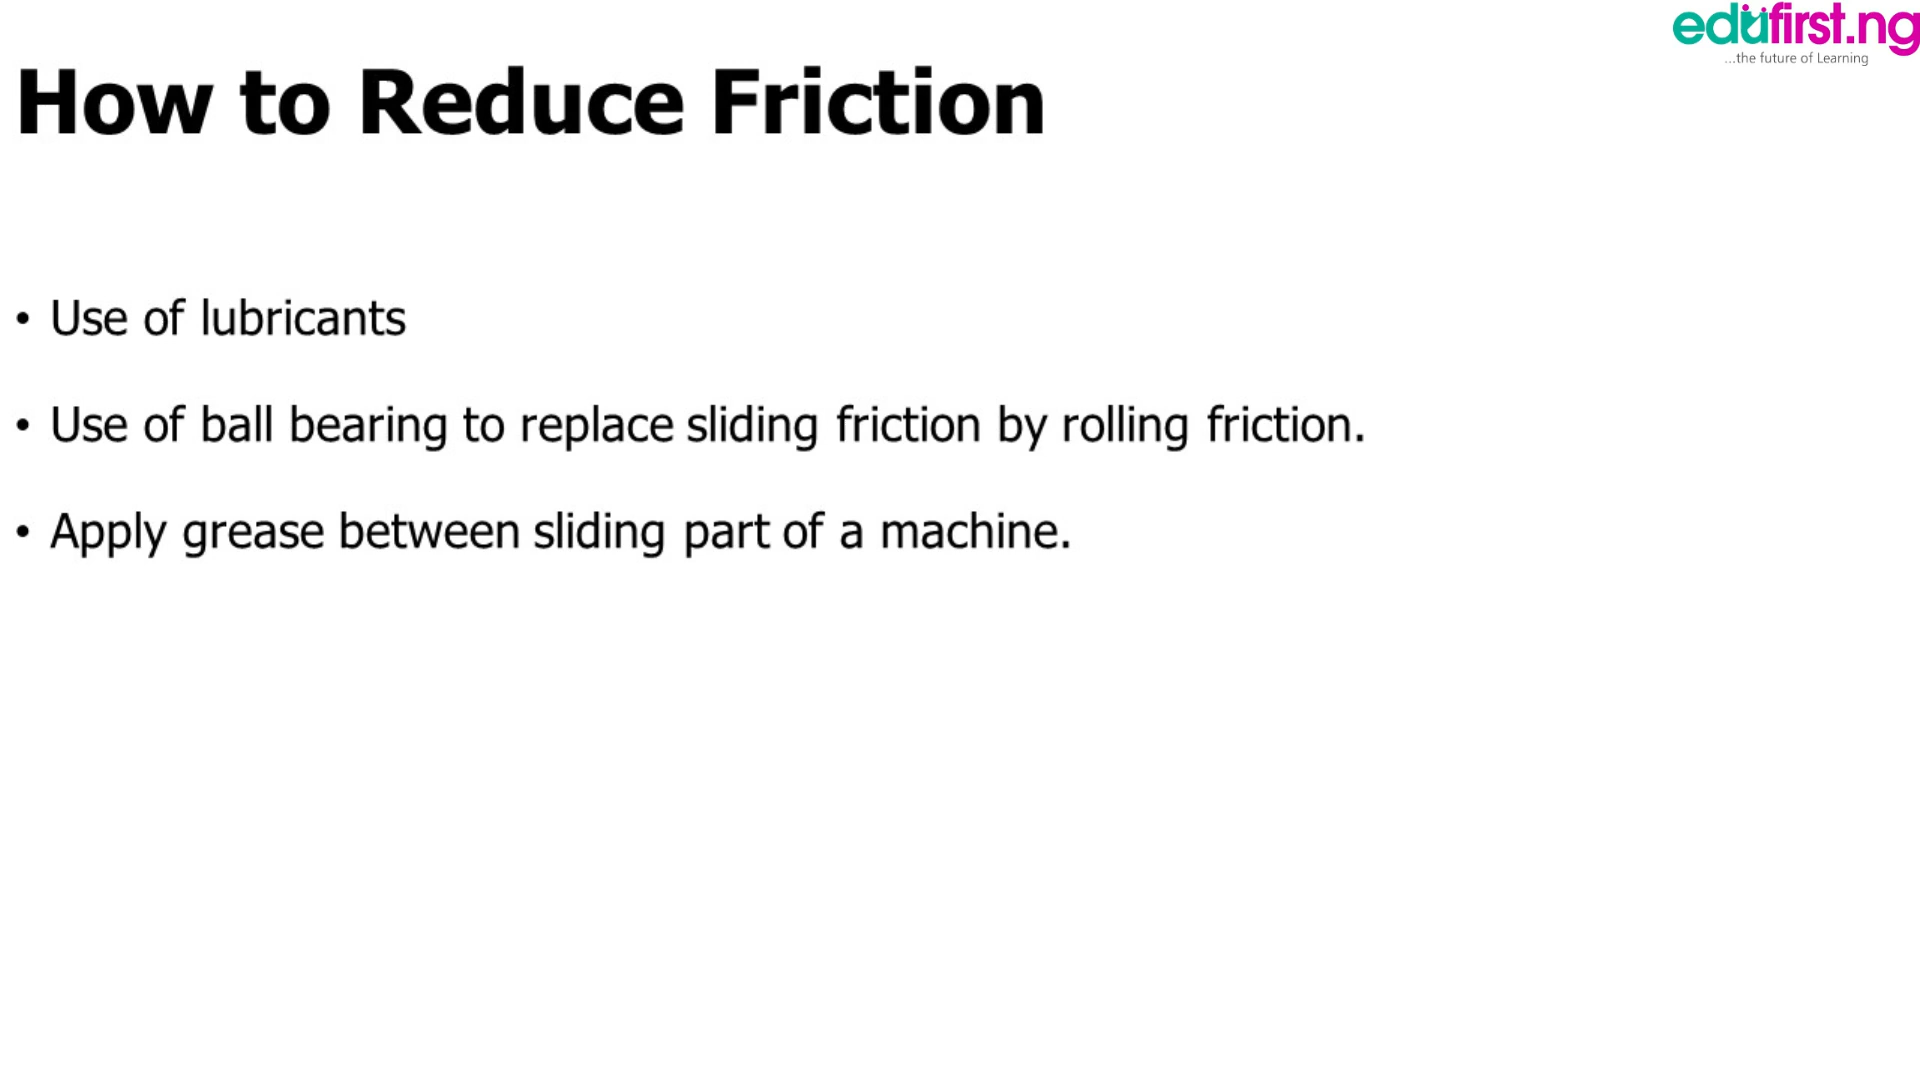 edufirst.ng
...the future of Learning
How to Reduce Friction
• Use of lubricants
• Use of ball bearing to replace sliding friction by rolling friction.
• Apply grease between sliding part of a machine.